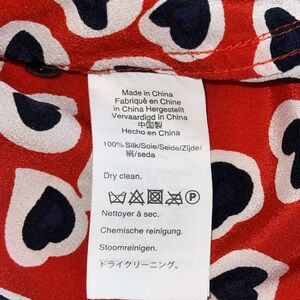 Made in China
Fabriqué en Chine
in China Hergestellt
Vervaardigd in China
中国製
Hecho en China
100% Silk/Soie/Seide/Zijde/
絹/seda
Dry clean.
P
Nettoyer à sec.
Chemische reinigung.
Stoomreinigen.
ドライクリーニング。